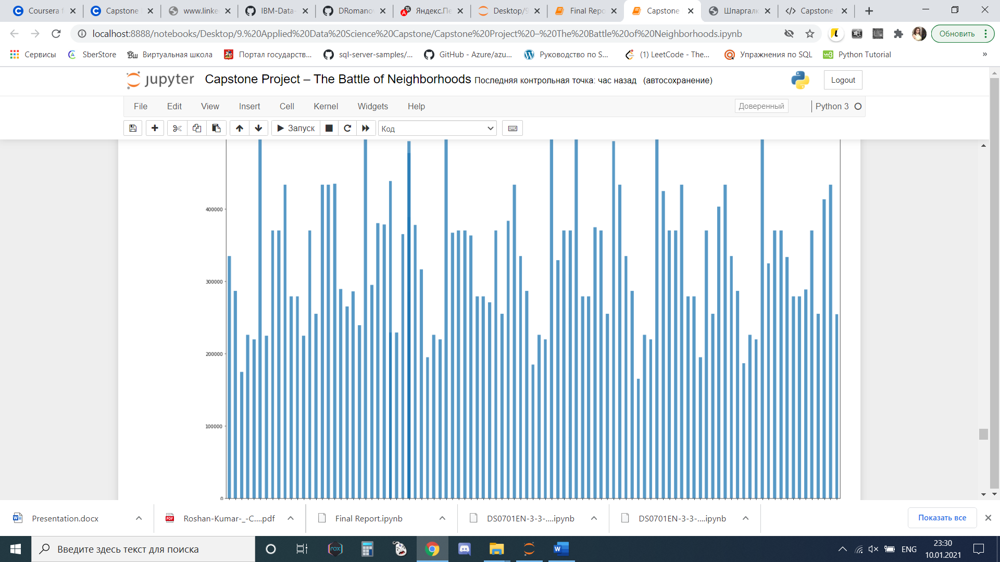 Coursera f
Capstone
www.linke
IBM-Data-
DRomano
Яндекс.Пе
Desktop/9
Final Repo
Capstone
Шпаргалк
Capstone
localhost:8888/notebooks/Desktop/9.%20Applied%20Data%20Science%20Capstone/Capstone%20Project%20–%20The%20Battle%20of%20Neighborhoods.ipynb
Обновить
Сервисы
SberStore
Виртуальная школа
Портал государств...
sql-server-samples/...
GitHub - Azure/azu...
Руководство по S...
(1) LeetCode - The...
Упражнения по SQL
Python Tutorial
»
jupyter Capstone Project – The Battle of Neighborhoods Последняя контрольная точка: час назад (автосохранение)
Logout
File Edit View Insert Cell Kernel Widgets Help
Доверенный
Python 3
Запуск
Код
400000
300000
200000
100000
0
Presentation.docx
Roshan-Kumar-_-C....pdf
Final Report.ipynb
DS0701EN-3-3-....ipynb
DS0701EN-3-3-....ipynb
Показать все
Введите здесь текст для поиска
ENG
23:30
10.01.2021